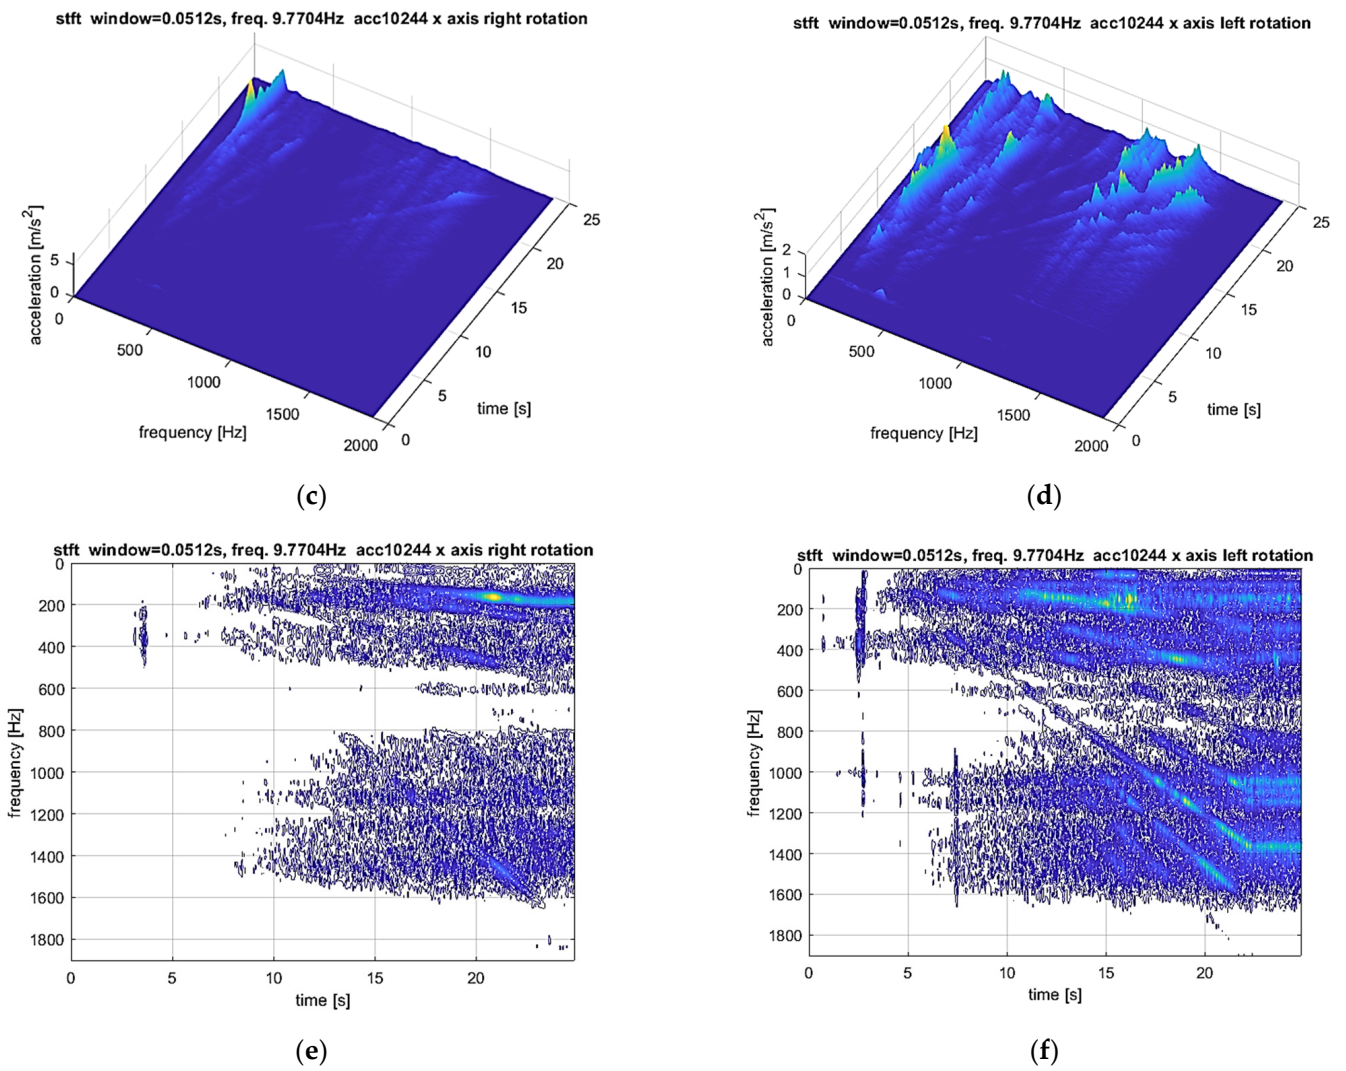 stft window=0.0512s, freq. 9.7704Hz acc10244 x axis right rotation
acceleration [m/s²]
5
0
0
500
1000
1500
2000
frequency [Hz]
0
5
10
15
20
25
time [s]
(c)
stft window=0.0512s, freq. 9.7704Hz acc10244 x axis left rotation
acceleration [m/s²]
2
1
0
0
500
1000
1500
2000
frequency [Hz]
0
5
10
15
20
25
time [s]
(d)
stft window=0.0512s, freq. 9.7704Hz acc10244 x axis right rotation
frequency [Hz]
0
200
400
600
800
1000
1200
1400
1600
1800
0 5 10 15 20
time [s]
(e)
stft window=0.0512s, freq. 9.7704Hz acc10244 x axis left rotation
frequency [Hz]
0
200
400
600
800
1000
1200
1400
1600
1800
0 5 10 15 20
time [s]
(f)